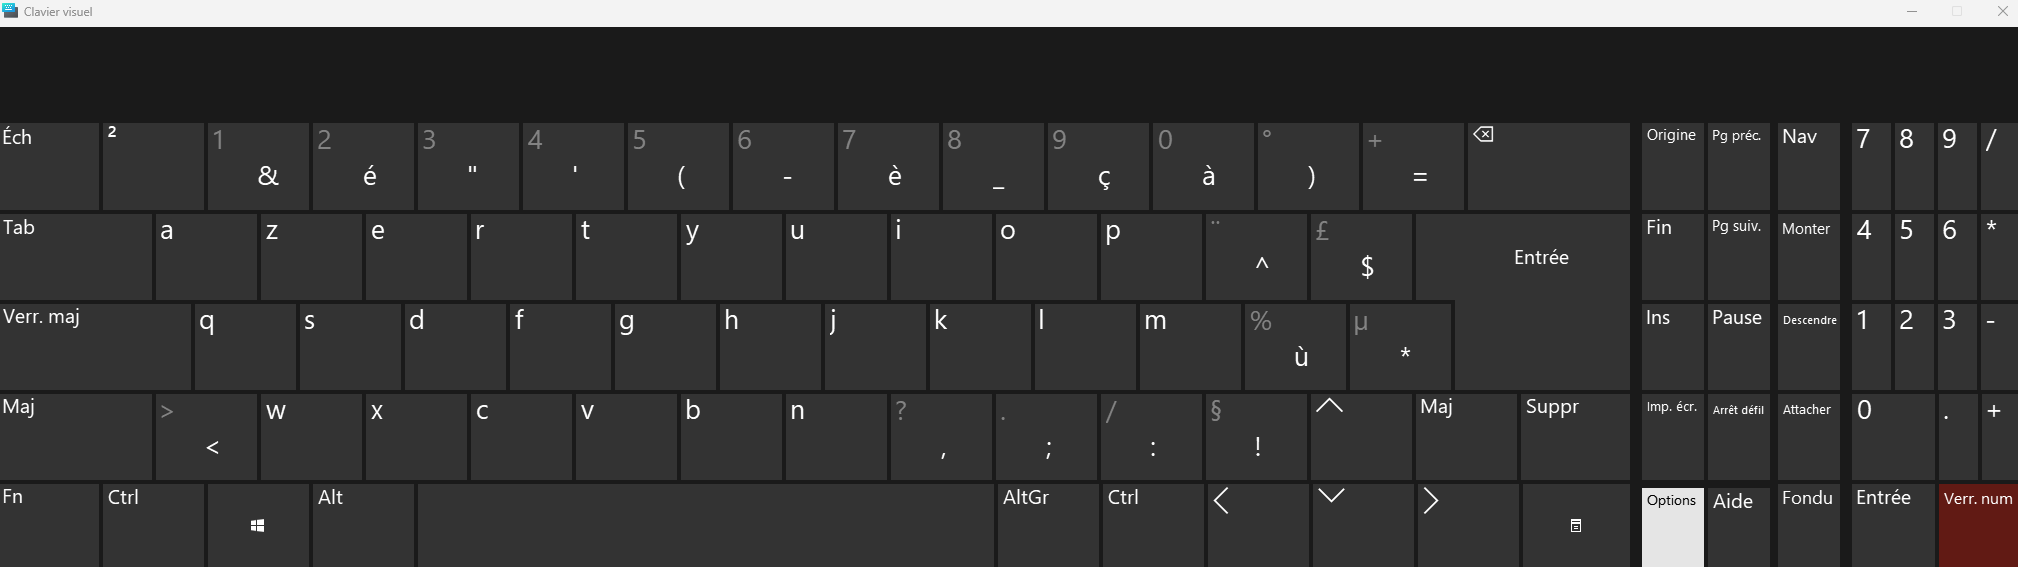 Clavier visuel
Éch ² 1 & 2 é 3 " 4 ' 5 ( 6 - 7 è 8 _ 9 ç 0 à ° ) + = Origine Pg préc. Nav 7 8 9 /
Tab a z e r t y u i o p ¨ ^ £ $ Entrée Fin Pg suiv. Monter 4 5 6 *
Verr. maj q s d f g h j k l m % ù µ * Ins Pause Descendre 1 2 3 -
Maj > < w x c v b n ? , . ; / : § ! Maj Suppr Imp. écr. Arrêt défil Attacher 0 . +
Fn Ctrl Alt AltGr Ctrl Options Aide Fondu Entrée Verr. num